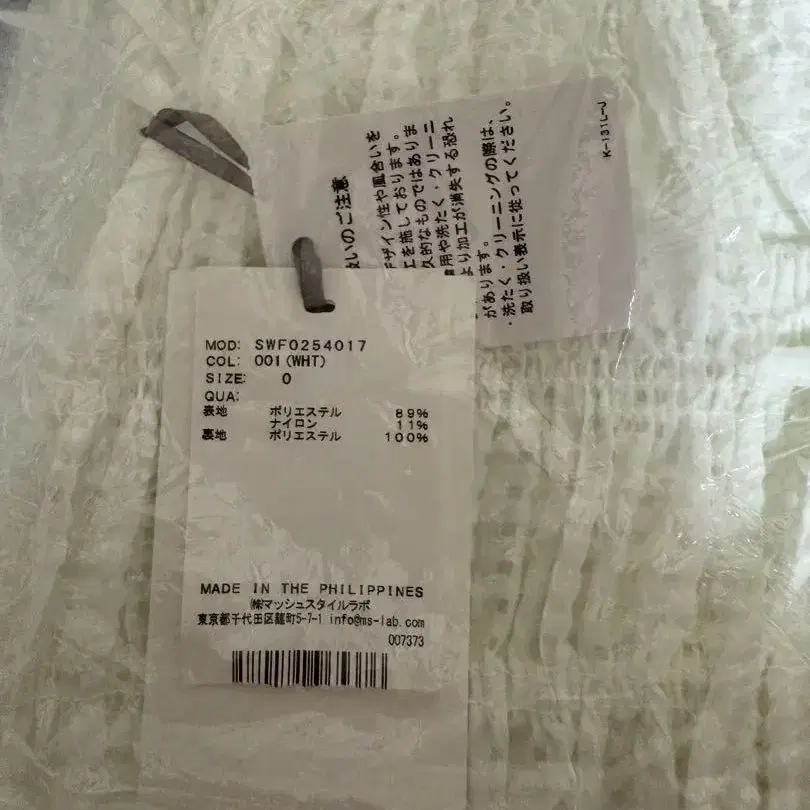 扱いのご注意
デザイン性や風合いを
工を施しております。
久的なものではありま
用や洗たく・クリーニ
より加工が消失する恐れ
があります。
・洗たく・クリーニングの際は、
取り扱い表示に従ってください。
K-131L-J
MOD: SWF0254017
COL: 001(WHT)
SIZE: 0
QUA:
表地 ポリエステル 89%
ナイロン 11%
裏地 ポリエステル 100%
MADE IN THE PHILIPPINES
㈱マッシュスタイルラボ
東京都千代田区麹町5-7-1 info@ms-lab.com
007373